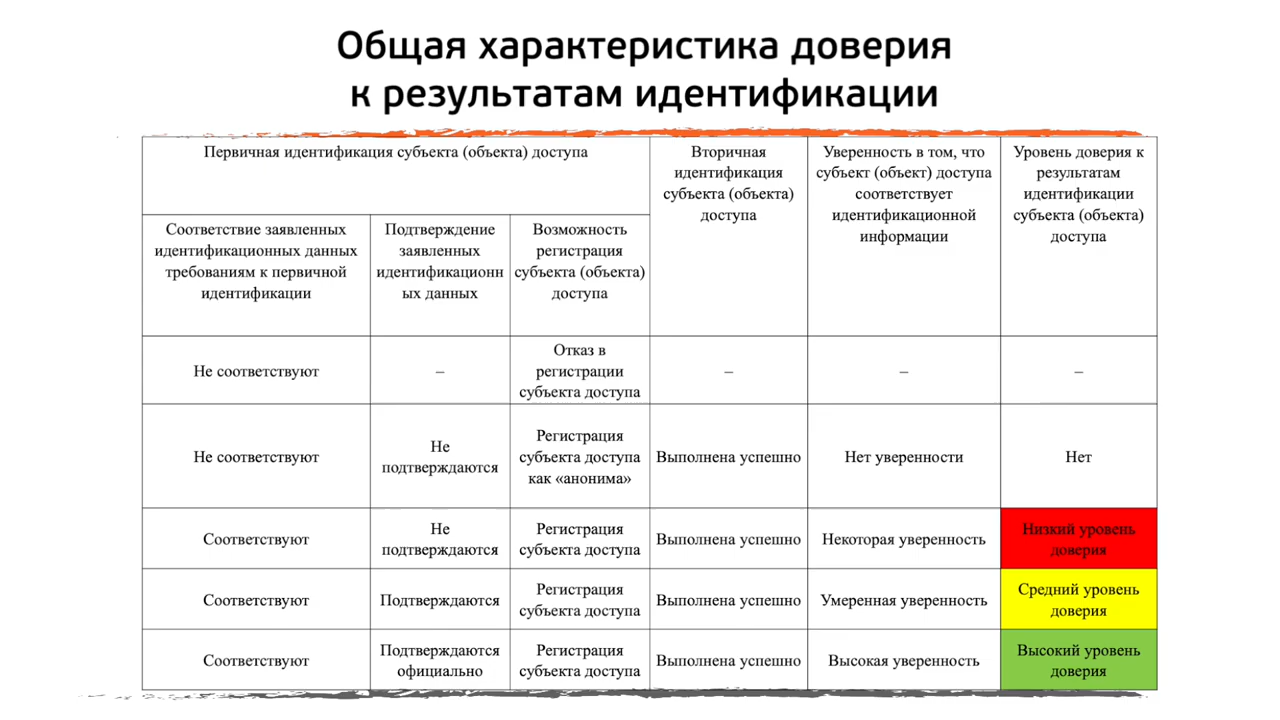 Общая характеристика доверия
к результатам идентификации
Первичная идентификация субъекта (объекта) доступа
Вторичная
идентификация
субъекта (объекта)
доступа
Уверенность в том, что
субъект (объект) доступа
соответствует
идентификационной
информации
Уровень доверия к
результатам
идентификации
субъекта (объекта)
доступа
Соответствие заявленных
идентификационных данных
требованиям к первичной
идентификации
Подтверждение
заявленных
идентификационн
ых данных
Возможность
регистрация
субъекта (объекта)
доступа
Не соответствуют
–
Отказ в
регистрации
субъекта доступа
–
–
–
Не соответствуют
Не
подтверждаются
Регистрация
субъекта доступа
как «анонима»
Выполнена успешно
Нет уверенности
Нет
Соответствуют
Не
подтверждаются
Регистрация
субъекта доступа
Выполнена успешно
Некоторая уверенность
Низкий уровень
доверия
Соответствуют
Подтверждаются
Регистрация
субъекта доступа
Выполнена успешно
Умеренная уверенность
Средний уровень
доверия
Соответствуют
Подтверждаются
официально
Регистрация
субъекта доступа
Выполнена успешно
Высокая уверенность
Высокий уровень
доверия